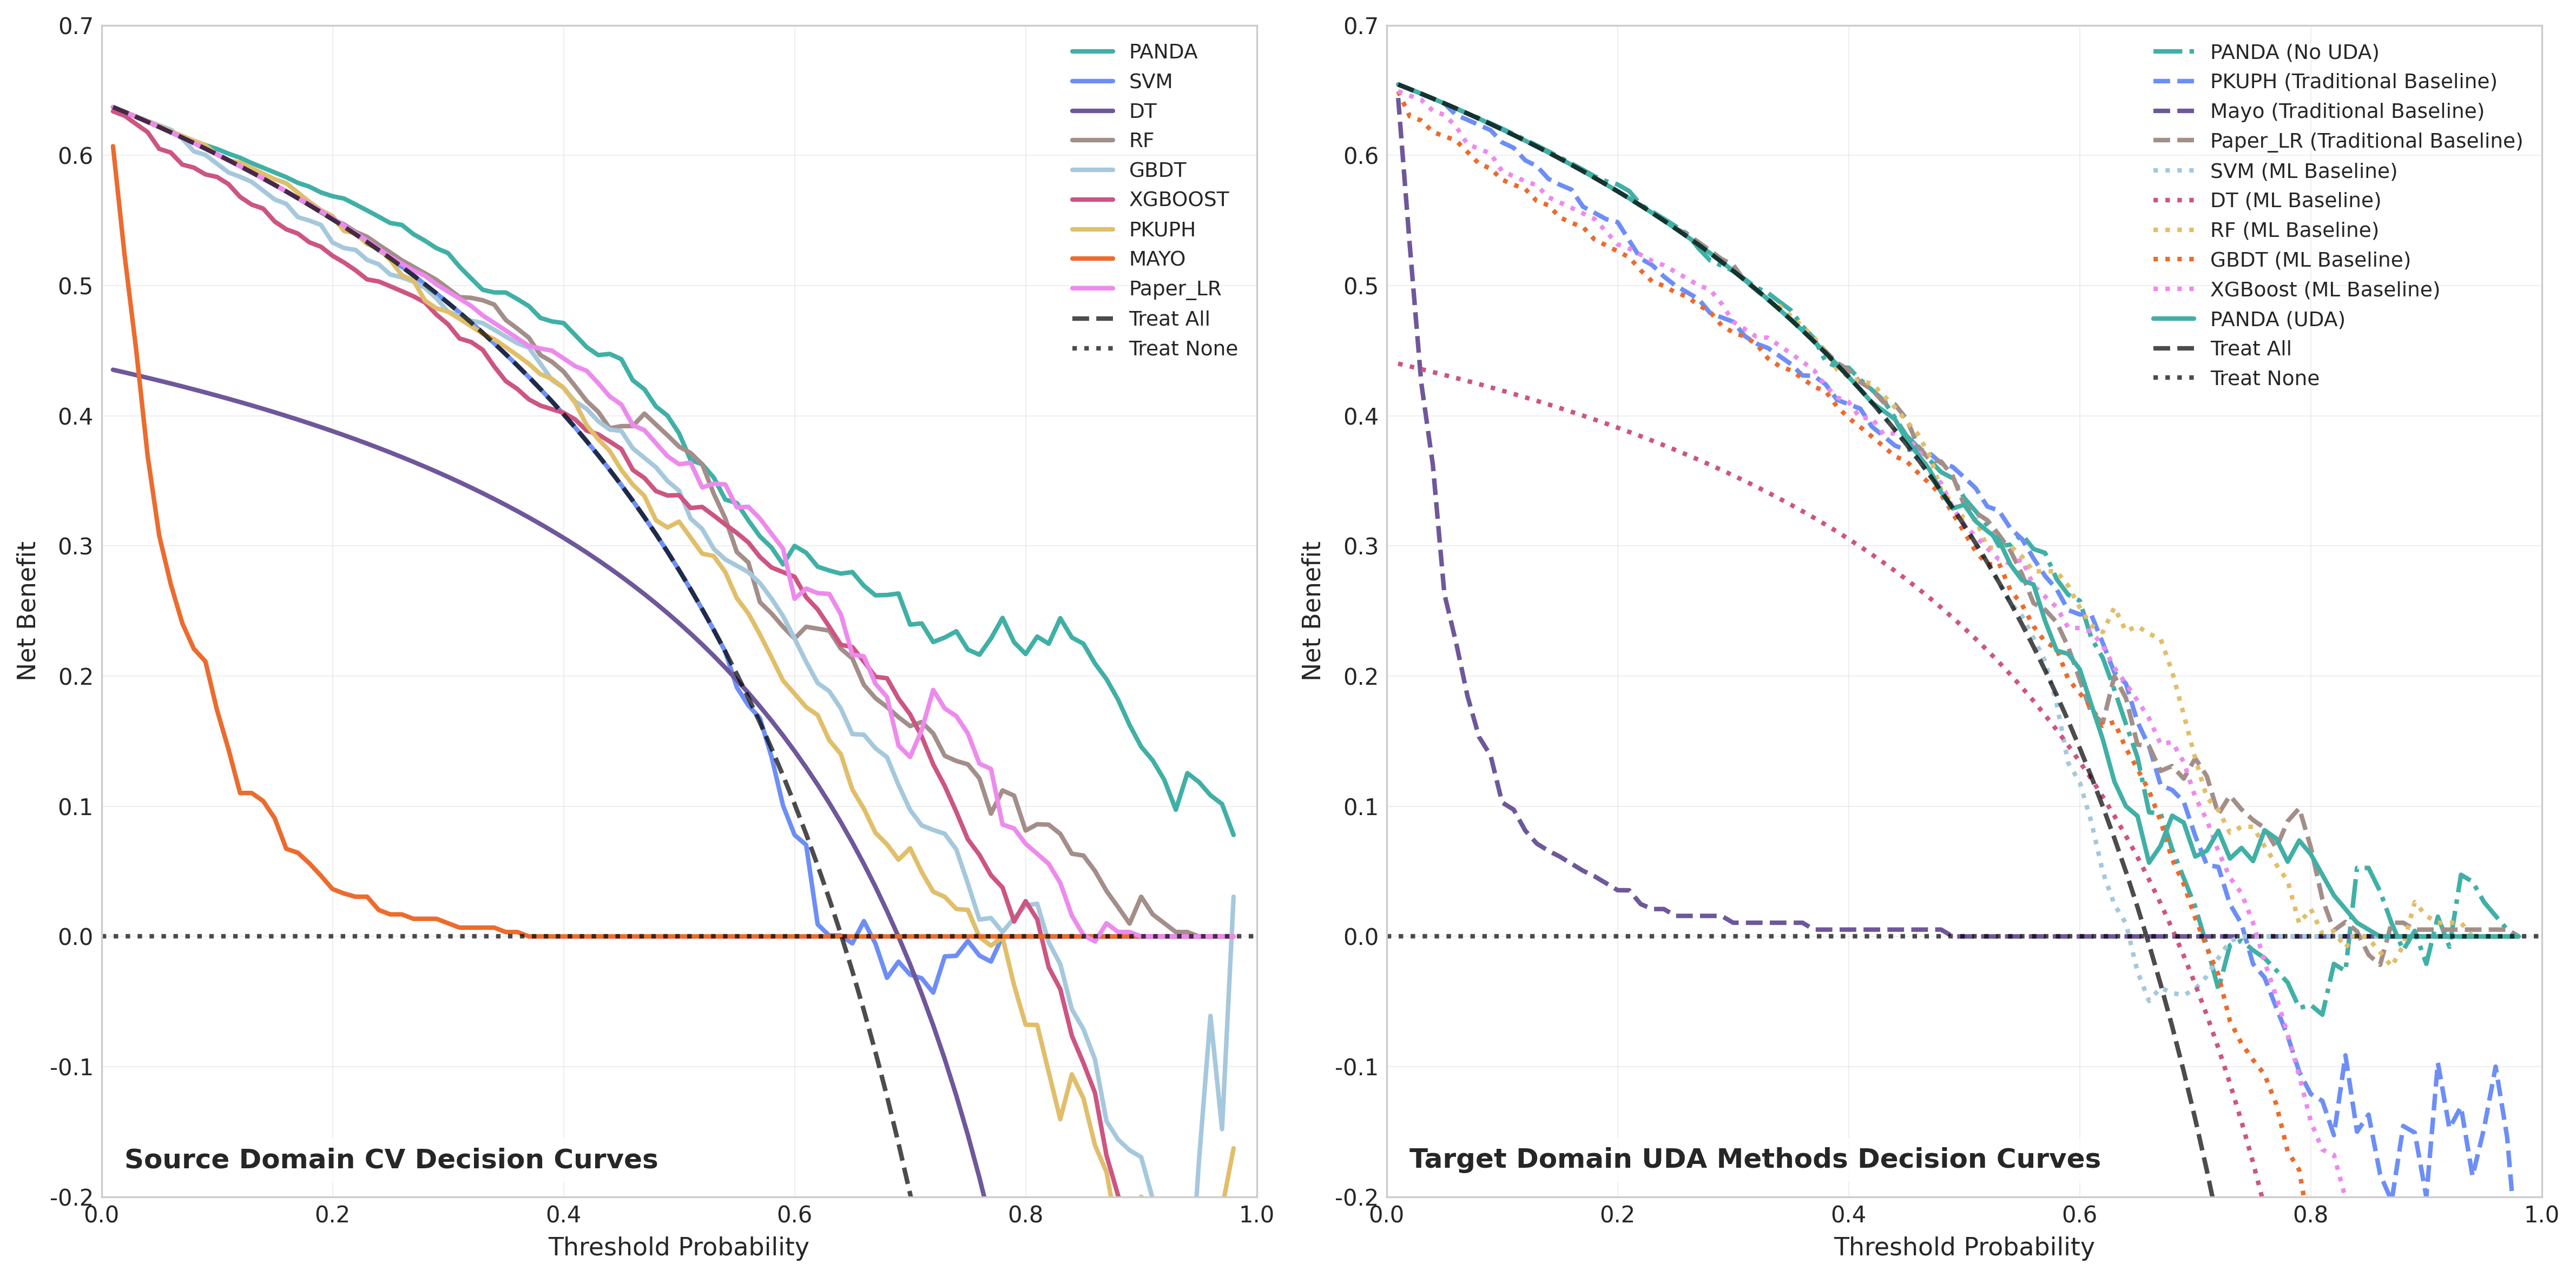 0.7
0.6
0.5
0.4
0.3
0.2
0.1
0.0
-0.1
-0.2
Net Benefit
PANDA
SVM
DT
RF
GBDT
XGBOOST
PKUPH
MAYO
Paper_LR
Treat All
Treat None
Source Domain CV Decision Curves
0.0 0.2 0.4 0.6 0.8 1.0
Threshold Probability
0.7
0.6
0.5
0.4
0.3
0.2
0.1
0.0
-0.1
-0.2
Net Benefit
PANDA (No UDA)
PKUPH (Traditional Baseline)
Mayo (Traditional Baseline)
Paper_LR (Traditional Baseline)
SVM (ML Baseline)
DT (ML Baseline)
RF (ML Baseline)
GBDT (ML Baseline)
XGBoost (ML Baseline)
PANDA (UDA)
Treat All
Treat None
Target Domain UDA Methods Decision Curves
0.0 0.2 0.4 0.6 0.8 1.0
Threshold Probability